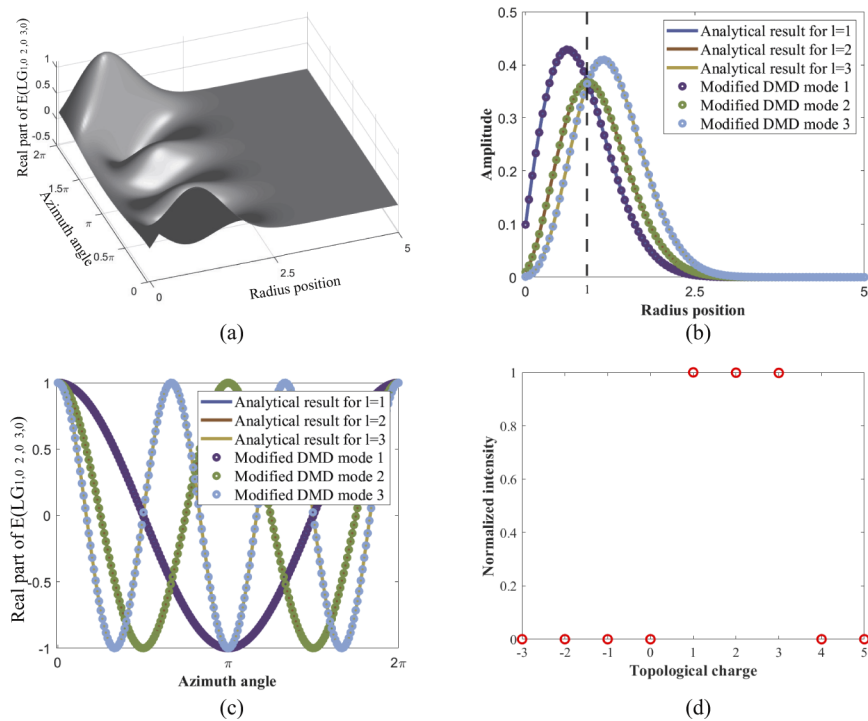 Real part of E(LG1,0 2 ,0 3,0)
1
0.5
0
-0.5
2π
1.5π
π
0.5π
0
Azimuth angle
0
2.5
5
Radius position
(a)
0.5
0.4
0.3
0.2
0.1
0
Amplitude
Analytical result for l=1
Analytical result for l=2
Analytical result for l=3
Modified DMD mode 1
Modified DMD mode 2
Modified DMD mode 3
0
1
2.5
5
Radius position
(b)
Real part of E(LG1,0 2 ,0 3,0)
1
0.5
0
-0.5
-1
Analytical result for l=1
Analytical result for l=2
Analytical result for l=3
Modified DMD mode 1
Modified DMD mode 2
Modified DMD mode 3
0
π
2π
Azimuth angle
(c)
Normalized intensity
1
0.8
0.6
0.4
0.2
0
-3 -2 -1 0 1 2 3 4 5
Topological charge
(d)